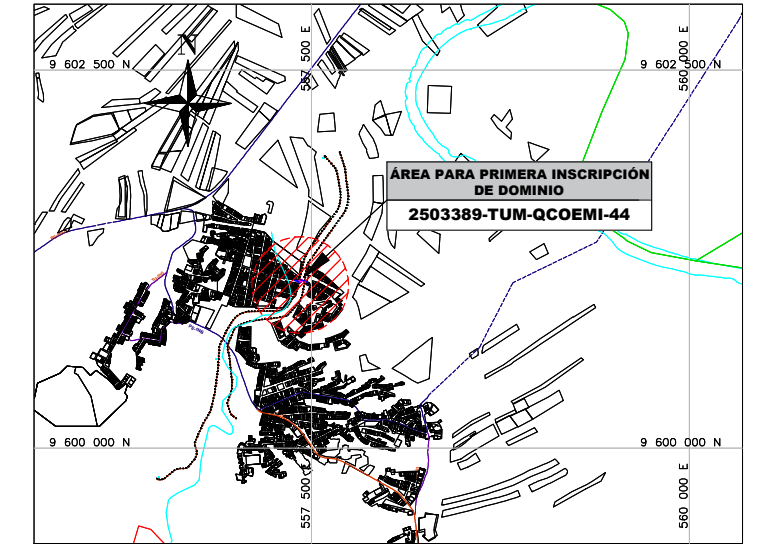 N
557 500 E
560 000 E
9 602 500 N
9 602 500 N
ÁREA PARA PRIMERA INSCRIPCIÓN
DE DOMINIO
2503389-TUM-QCOEMI-44
9 600 000 N
9 600 000 N
557 500 E
560 000 E